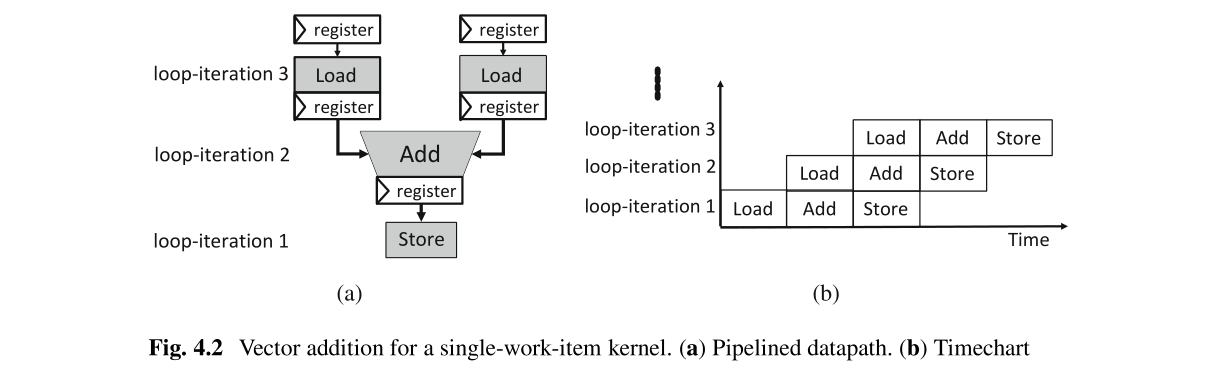 register
register
loop-iteration 3
Load
Load
register
register
loop-iteration 2
Add
register
loop-iteration 1
Store
(a)
loop-iteration 3
Load
Add
Store
loop-iteration 2
Load
Add
Store
loop-iteration 1
Load
Add
Store
Time
(b)
Fig. 4.2 Vector addition for a single-work-item kernel. (a) Pipelined datapath. (b) Timechart